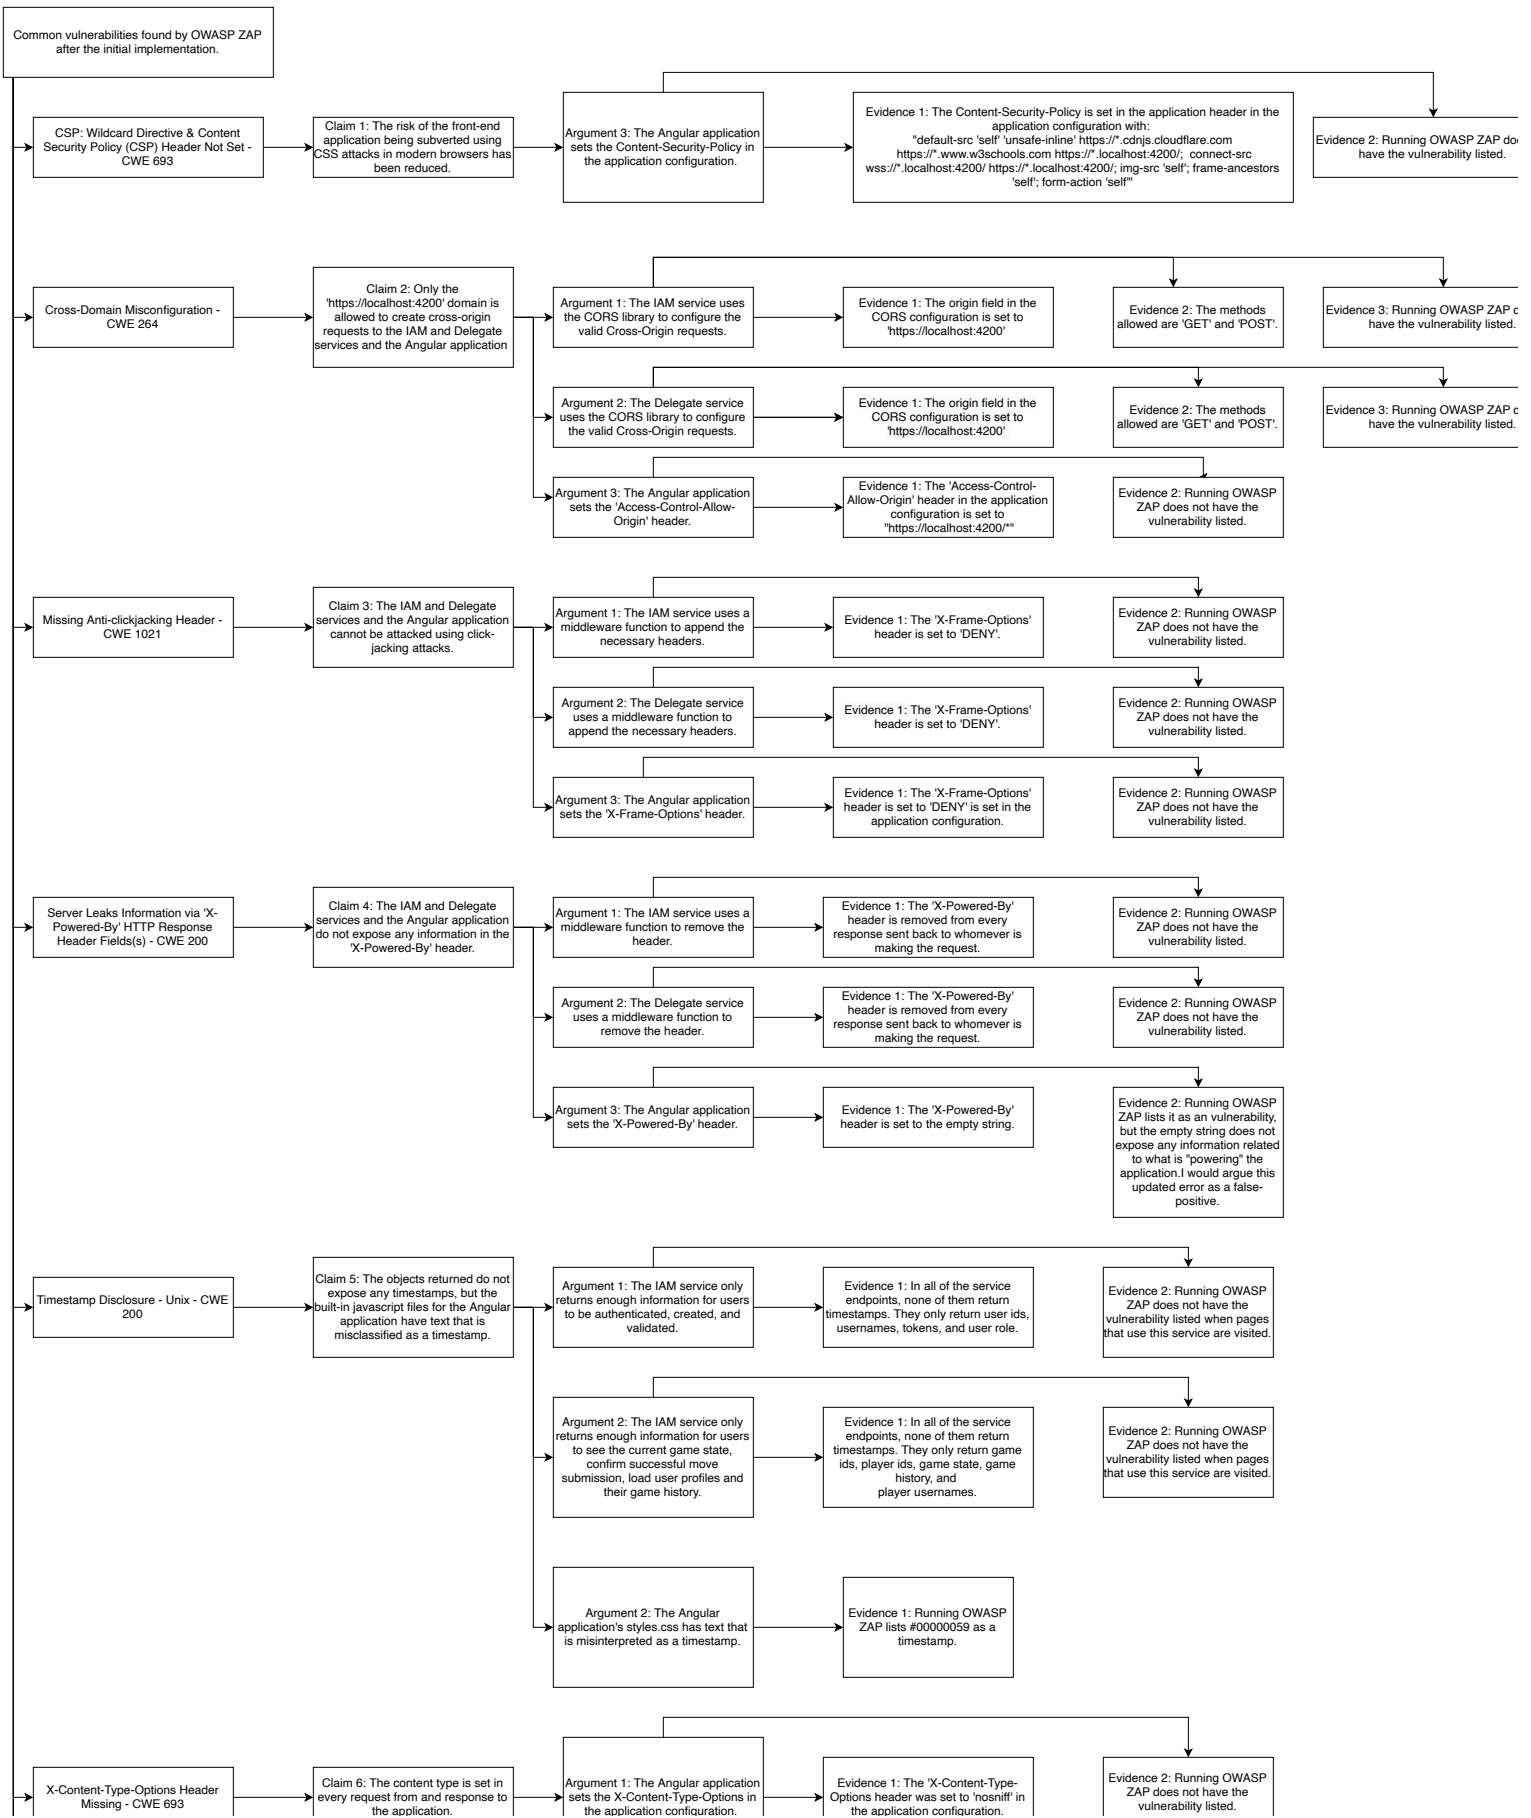 Common vulnerabilities found by OWASP ZAP
after the initial implementation.
CSP: Wildcard Directive & Content
Security Policy (CSP) Header Not Set -
CWE 693
Claim 1: The risk of the front-end
application being subverted using
CSS attacks in modern browsers has
been reduced.
Argument 3: The Angular application
sets the Content-Security-Policy in
the application configuration.
Evidence 1: The Content-Security-Policy is set in the application header in the
application configuration with:
"default-src 'self' 'unsafe-inline' https://*.cdnjs.cloudflare.com
https://*.www.w3schools.com https://*.localhost:4200/;  connect-src
wss://*.localhost:4200/ https://*.localhost:4200/; img-src 'self'; frame-ancestors
'self'; form-action 'self'"
Evidence 2: Running OWASP ZAP
have the vulnerability listed.
Cross-Domain Misconfiguration -
CWE 264
Claim 2: Only the
'https://localhost:4200' domain is
allowed to create cross-origin
requests to the IAM and Delegate
services and the Angular application
Argument 1: The IAM service uses
the CORS library to configure the
valid Cross-Origin requests.
Evidence 1: The origin field in the
CORS configuration is set to
'https://localhost:4200'
Evidence 2: The methods
allowed are 'GET' and 'POST'.
Evidence 3: Running OWASP ZAP
have the vulnerability listed.
Argument 2: The Delegate service
uses the CORS library to configure
the valid Cross-Origin requests.
Evidence 1: The origin field in the
CORS configuration is set to
'https://localhost:4200'
Evidence 2: The methods
allowed are 'GET' and 'POST'.
Evidence 3: Running OWASP ZAP
have the vulnerability listed.
Argument 3: The Angular application
sets the 'Access-Control-Allow-
Origin' header.
Evidence 1: The 'Access-Control-
Allow-Origin' header in the application
configuration is set to
"https://localhost:4200/*"
Evidence 2: Running OWASP
ZAP does not have the
vulnerability listed.
Missing Anti-clickjacking Header -
CWE 1021
Claim 3: The IAM and Delegate
services and the Angular application
cannot be attacked using click-
jacking attacks.
Argument 1: The IAM service uses a
middleware function to append the
necessary headers.
Evidence 1: The 'X-Frame-Options'
header is set to 'DENY'.
Evidence 2: Running OWASP
ZAP does not have the
vulnerability listed.
Argument 2: The Delegate service
uses a middleware function to
append the necessary headers.
Evidence 1: The 'X-Frame-Options'
header is set to 'DENY'.
Evidence 2: Running OWASP
ZAP does not have the
vulnerability listed.
Argument 3: The Angular application
sets the 'X-Frame-Options' header.
Evidence 1: The 'X-Frame-Options'
header is set to 'DENY' is set in the
application configuration.
Evidence 2: Running OWASP
ZAP does not have the
vulnerability listed.
Server Leaks Information via 'X-
Powered-By' HTTP Response
Header Fields(s) - CWE 200
Claim 4: The IAM and Delegate
services and the Angular application
do not expose any information in the
'X-Powered-By' header.
Argument 1: The IAM service uses a
middleware function to remove the
header.
Evidence 1: The 'X-Powered-By'
header is removed from every
response sent back to whomever is
making the request.
Evidence 2: Running OWASP
ZAP does not have the
vulnerability listed.
Argument 2: The Delegate service
uses a middleware function to
remove the header.
Evidence 1: The 'X-Powered-By'
header is removed from every
response sent back to whomever is
making the request.
Evidence 2: Running OWASP
ZAP does not have the
vulnerability listed.
Argument 3: The Angular application
sets the 'X-Powered-By' header.
Evidence 1: The 'X-Powered-By'
header is set to the empty string.
Evidence 2: Running OWASP
ZAP lists it as an vulnerability,
but the empty string does not
expose any information related
to what is "powering" the
application.I would argue this
updated error as a false-
positive.
Timestamp Disclosure - Unix - CWE
200
Claim 5: The objects returned do not
expose any timestamps, but the
built-in javascript files for the Angular
application have text that is
misclassified as a timestamp.
Argument 1: The IAM service only
returns enough information for users
to be authenticated, created, and
validated.
Evidence 1: In all of the service
endpoints, none of them return
timestamps. They only return user ids,
usernames, tokens, and user role.
Evidence 2: Running OWASP
ZAP does not have the
vulnerability listed when pages
that use this service are visited.
Argument 2: The IAM service only
returns enough information for users
to see the current game state,
confirm successful move
submission, load user profiles and
their game history.
Evidence 1: In all of the service
endpoints, none of them return
timestamps. They only return game
ids, player ids, game state, game
history, and
player usernames.
Evidence 2: Running OWASP
ZAP does not have the
vulnerability listed when pages
that use this service are visited.
Argument 2: The Angular
application's styles.css has text that
is misinterpreted as a timestamp.
Evidence 1: Running OWASP
ZAP lists #00000059 as a
timestamp.
X-Content-Type-Options Header
Missing - CWE 693
Claim 6: The content type is set in
every request from and response to
the application.
Argument 1: The Angular application
sets the X-Content-Type-Options in
the application configuration.
Evidence 1: The 'X-Content-Type-
Options header was set to 'nosniff' in
the application configuration.
Evidence 2: Running OWASP
ZAP does not have the
vulnerability listed.